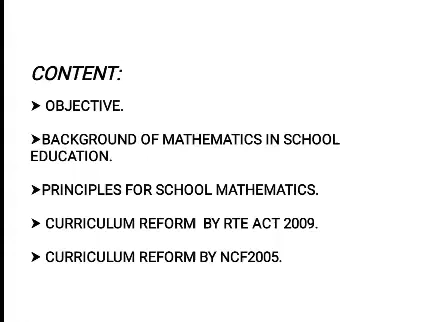 CONTENT:
➤ OBJECTIVE.
➤BACKGROUND OF MATHEMATICS IN SCHOOL
EDUCATION.
➤PRINCIPLES FOR SCHOOL MATHEMATICS.
➤ CURRICULUM REFORM  BY RTE ACT 2009.
➤ CURRICULUM REFORM BY NCF2005.